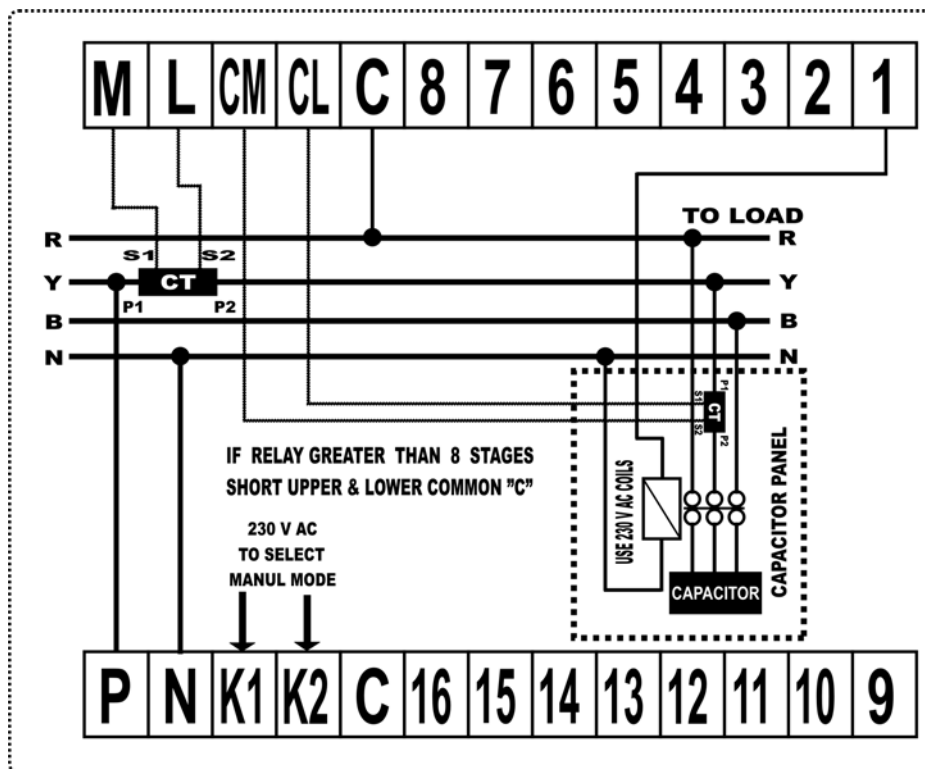 M L CM CL C 8 7 6 5 4 3 2 1
TO LOAD
R R
S1 S2
Y CT Y
P1 P2
B B
N N
P1
S1
CT
S2
P2
IF RELAY GREATER THAN 8 STAGES
SHORT UPPER & LOWER COMMON "C"
230 V AC
TO SELECT
MANUL MODE
USE 230 V AC COILS
CAPACITOR
CAPACITOR PANEL
P N K1 K2 C 16 15 14 13 12 11 10 9